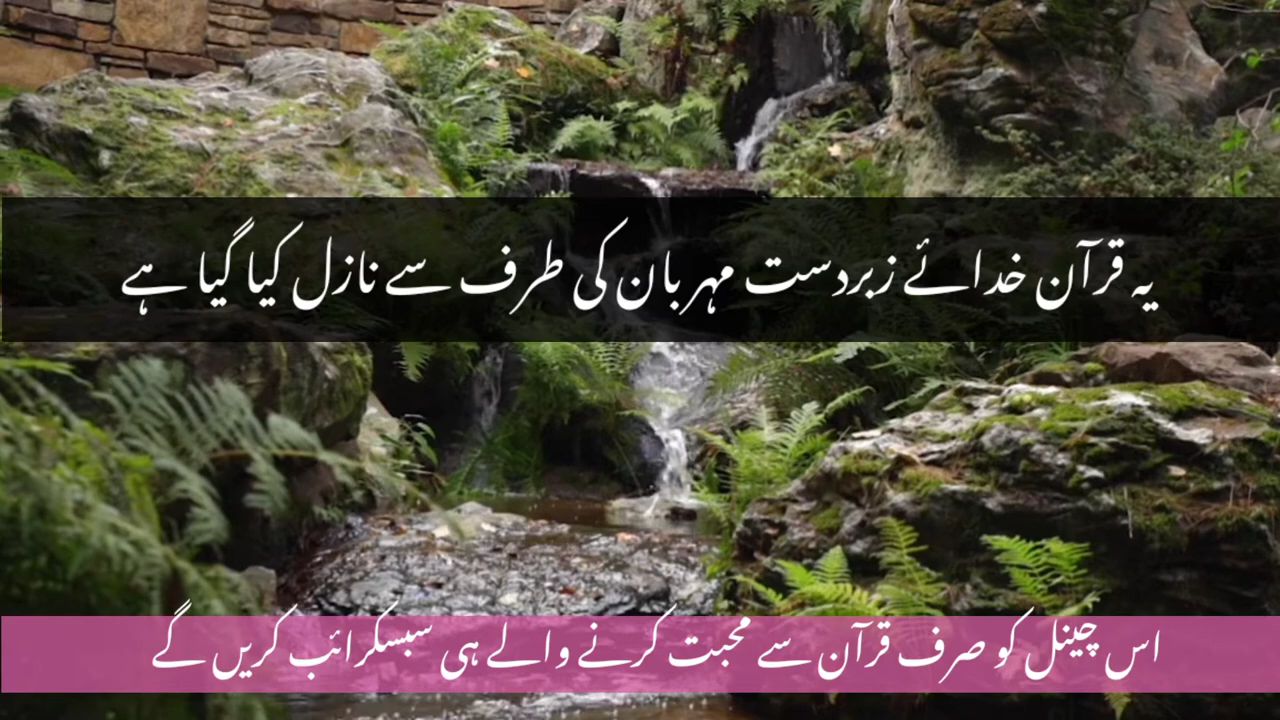 یہ قرآن خدائے زبردست مہربان کی طرف سے نازل کیا گیا ہے
اس چینل کو صرف قرآن سے محبت کرنے والے ہی سبسکرائب کریں گے